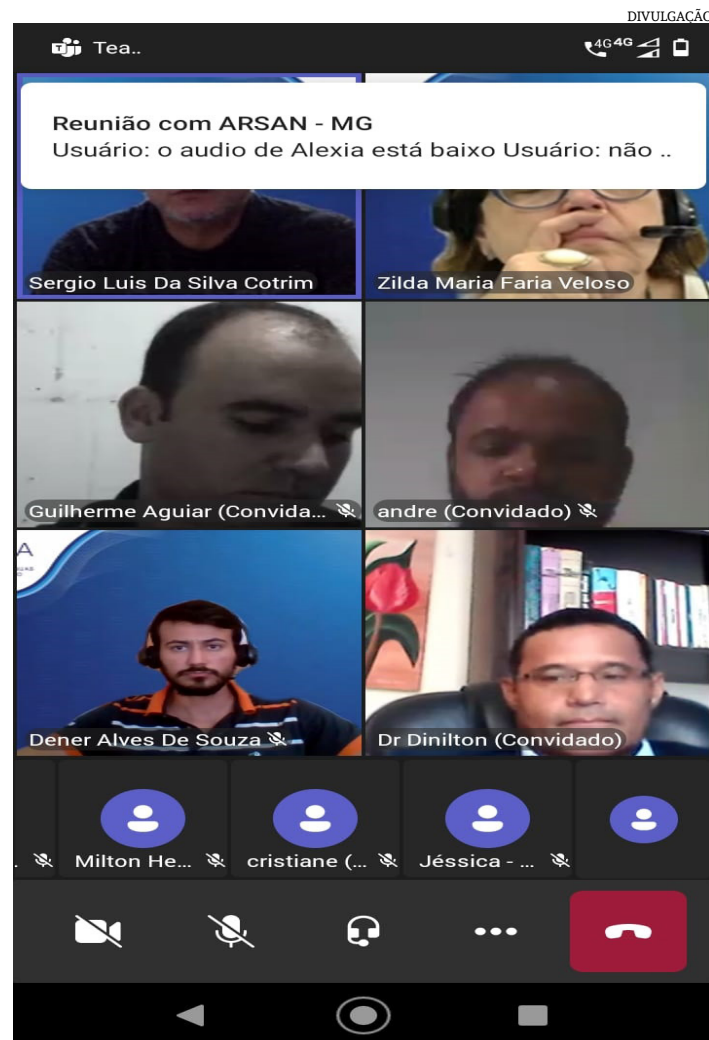 DIVULGAÇÃO
Tea..
4G 4G
Reunião com ARSAN - MG
Usuário: o audio de Alexia está baixo Usuário: não ..
Sergio Luis Da Silva Cotrim
Zilda Maria Faria Veloso
Guilherme Aguiar (Convida...
andre (Convidado)
A
Dener Alves De Souza
Dr Dinilton (Convidado)
.
Milton He...
cristiane (...
Jéssica - ...